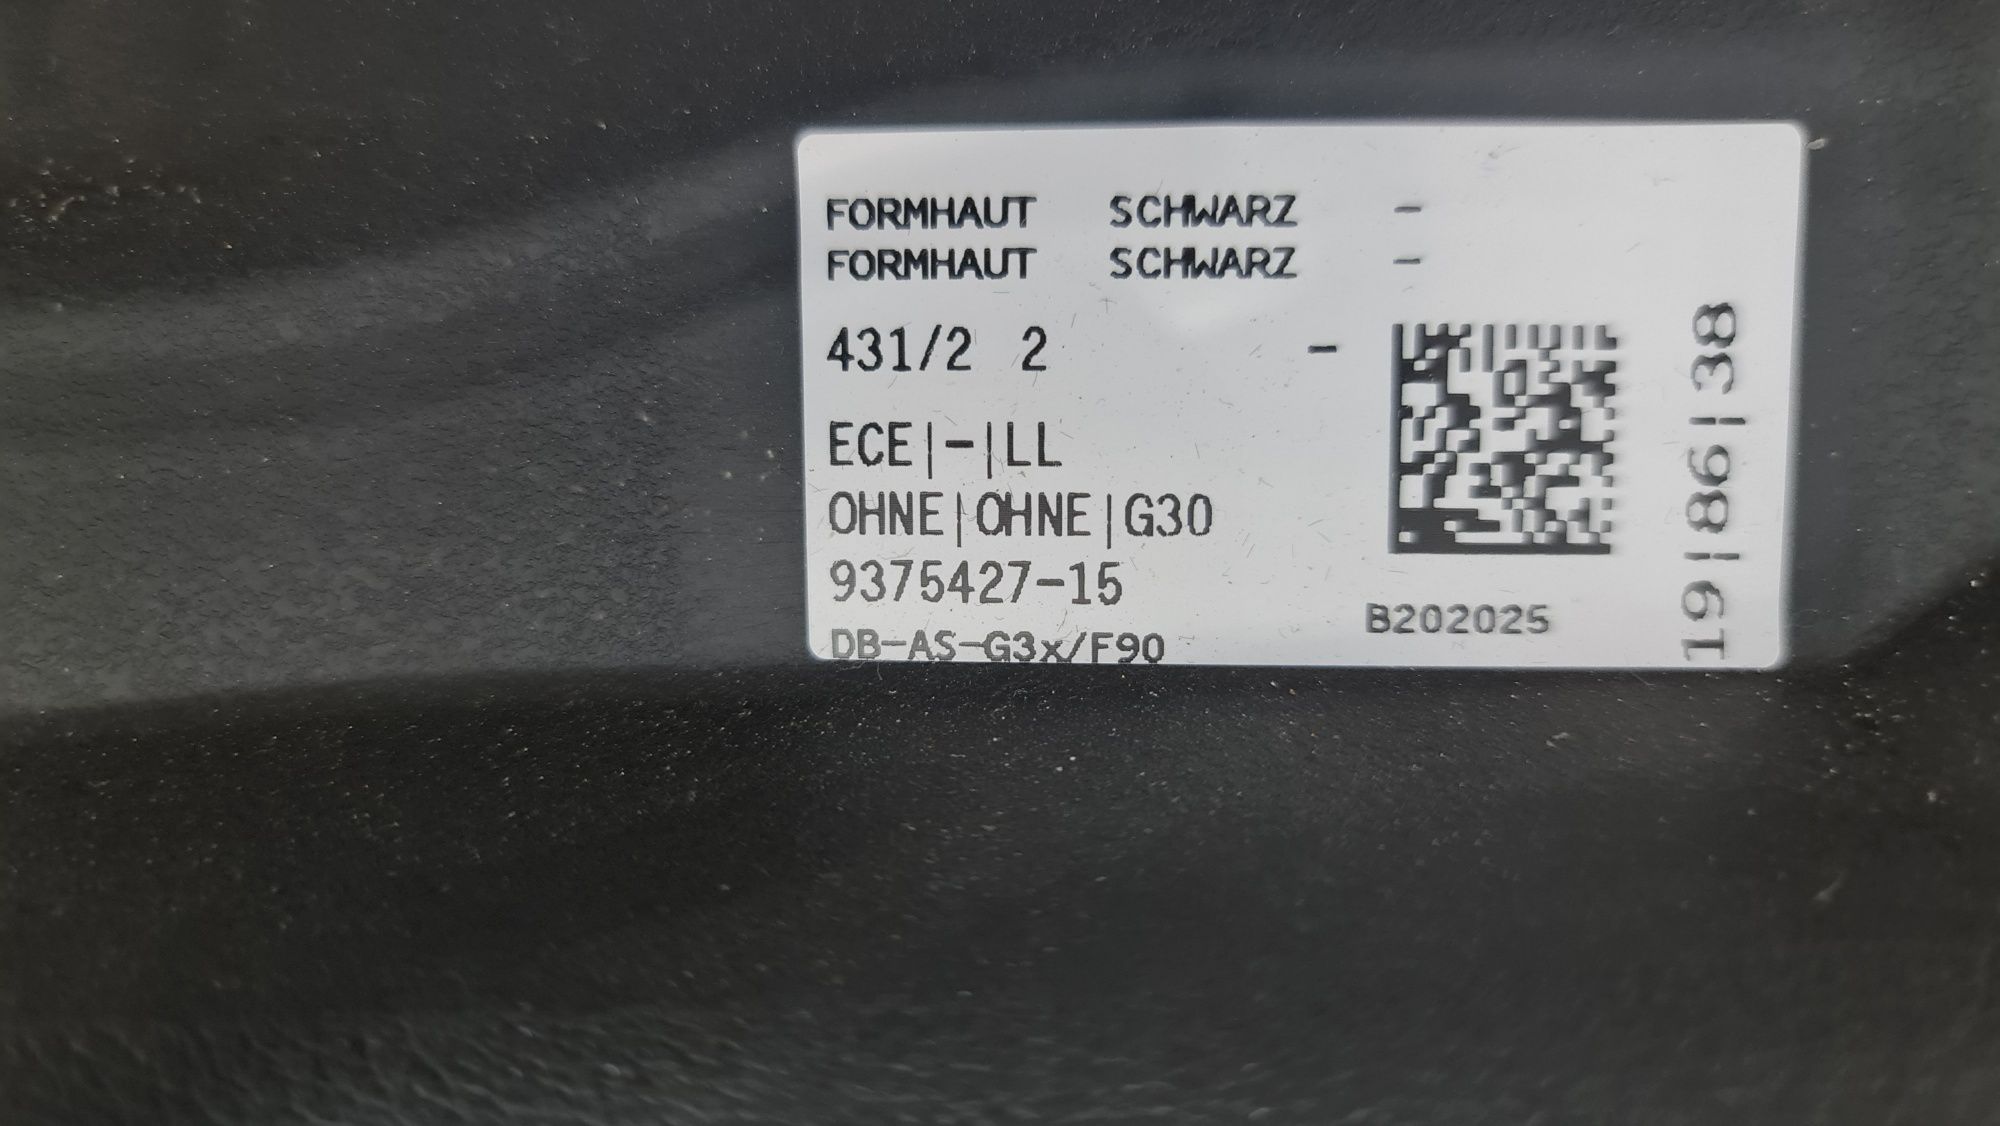 FORMHAUT SCHWARZ -
FORMHAUT SCHWARZ -
431/2 2 -
ECE|-|LL
OHNE|OHNE|G30
9375427-15
DB-AS-G3x/F90
B202025
19|86|38